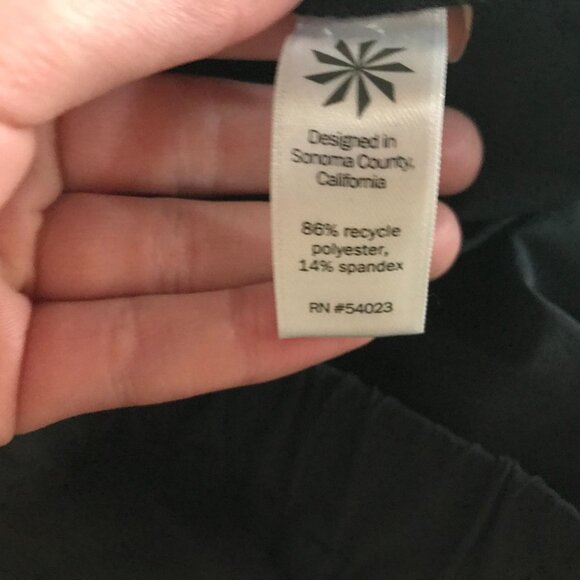 Designed in
Sonoma County,
California
86% recycle
polyester,
14% spandex
RN #54023